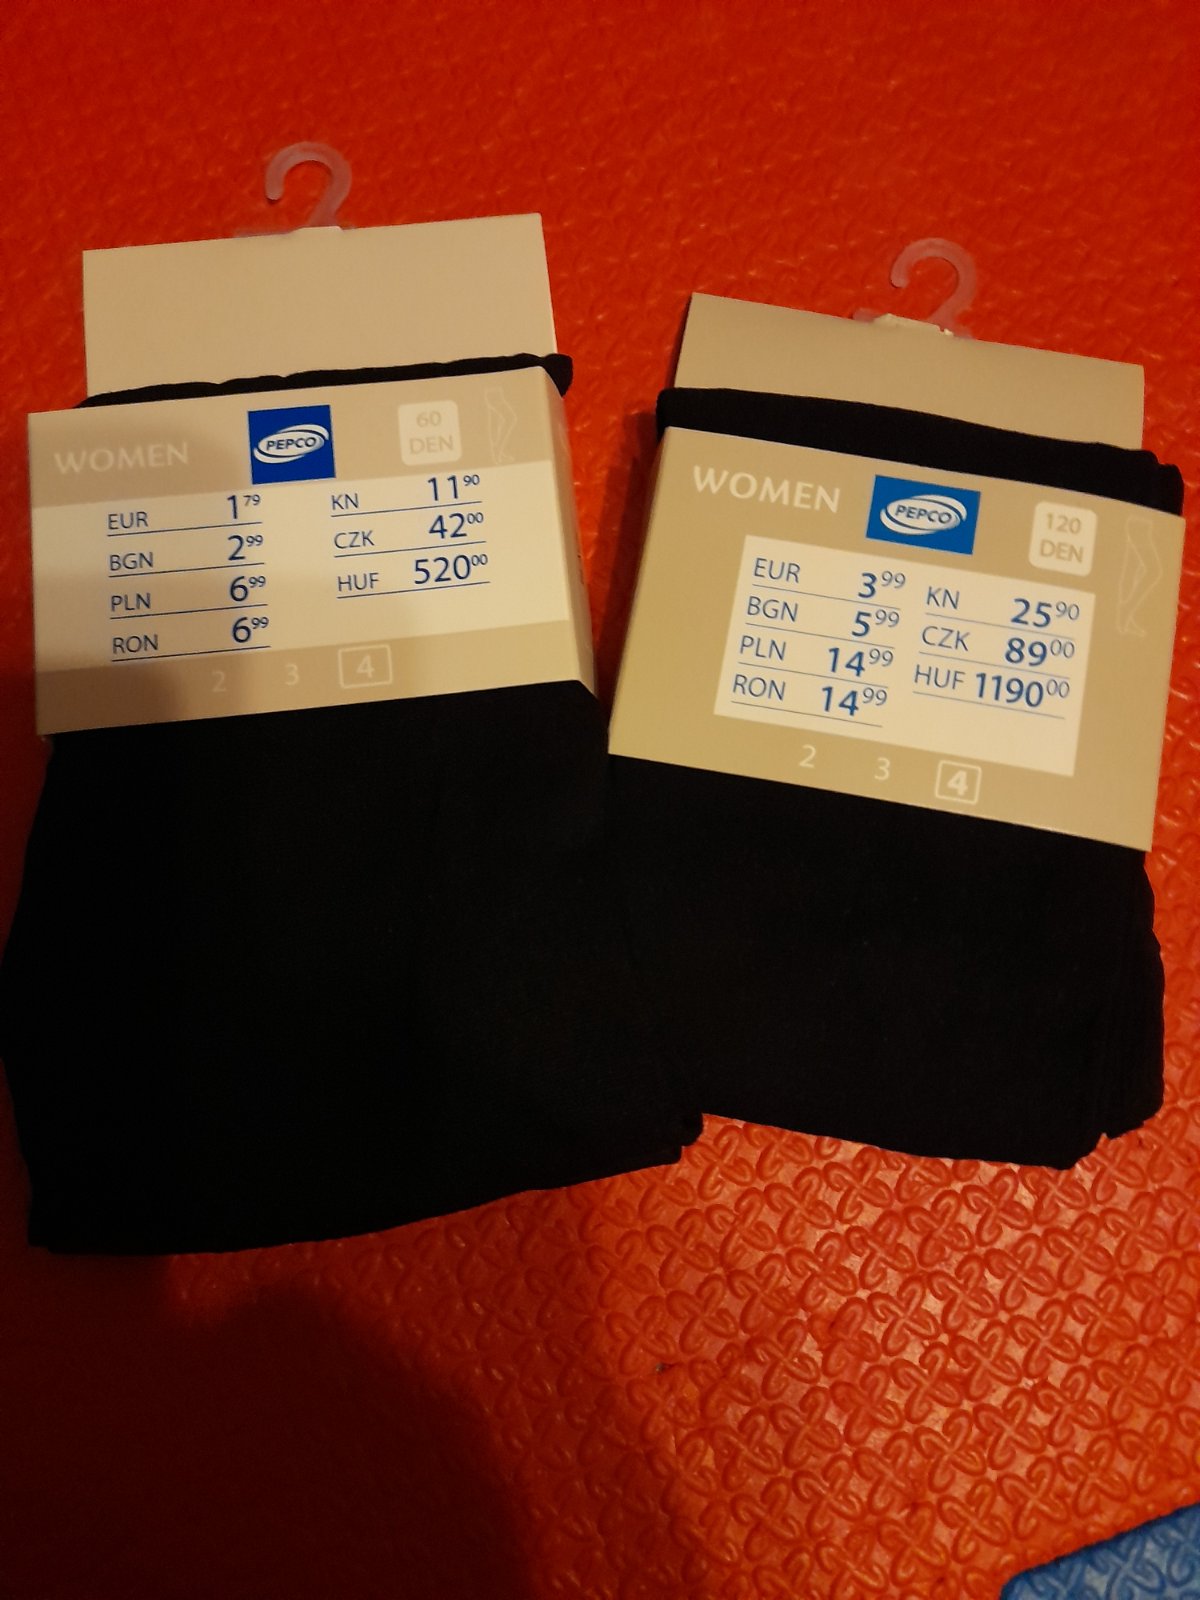 WOMEN PEPCO 60 DEN
EUR 1⁷⁹ KN 11⁹⁰
BGN 2⁹⁹ CZK 42⁰⁰
PLN 6⁹⁹ HUF 520⁰⁰
RON 6⁹⁹
2 3 4
WOMEN PEPCO 120 DEN
EUR 3⁹⁹ KN 25⁹⁰
BGN 5⁹⁹ CZK 89⁰⁰
PLN 14⁹⁹ HUF 1190⁰⁰
RON 14⁹⁹
2 3 4